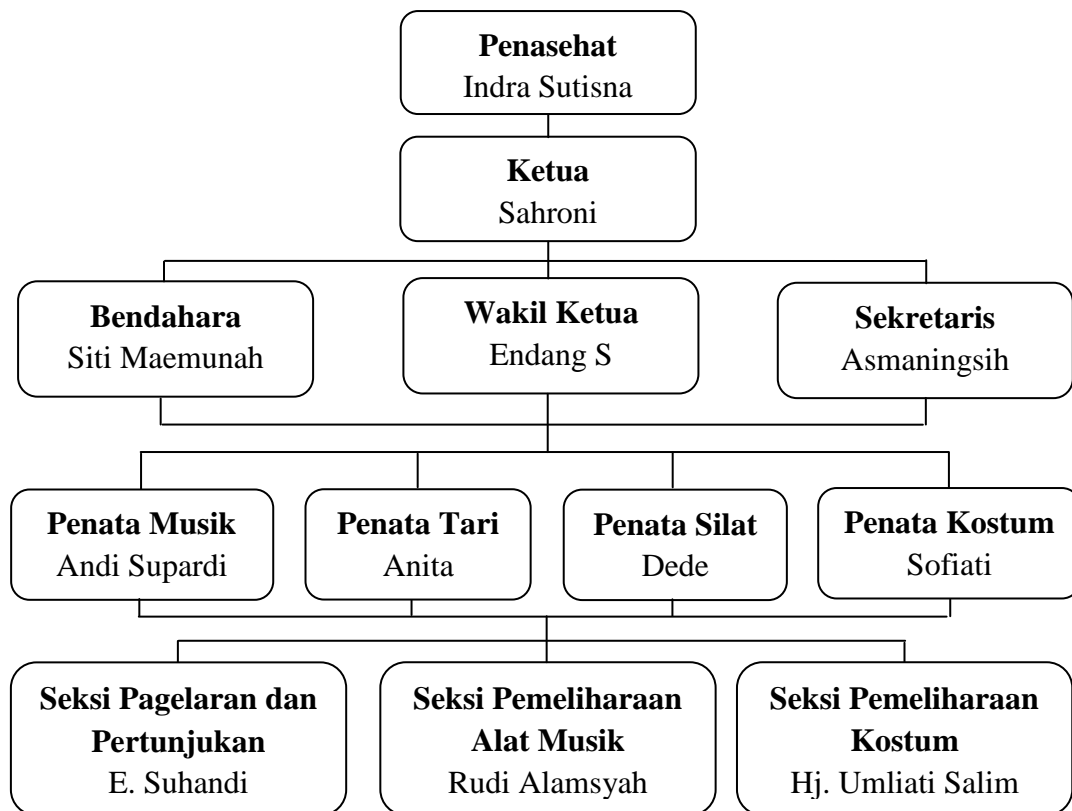 Penasehat
Indra Sutisna
Ketua
Sahroni
Bendahara
Siti Maemunah
Wakil Ketua
Endang S
Sekretaris
Asmaningsih
Penata Musik
Andi Supardi
Penata Tari
Anita
Penata Silat
Dede
Penata Kostum
Sofiati
Seksi Pagelaran dan
Pertunjukan
E. Suhandi
Seksi Pemeliharaan
Alat Musik
Rudi Alamsyah
Seksi Pemeliharaan
Kostum
Hj. Umliati Salim